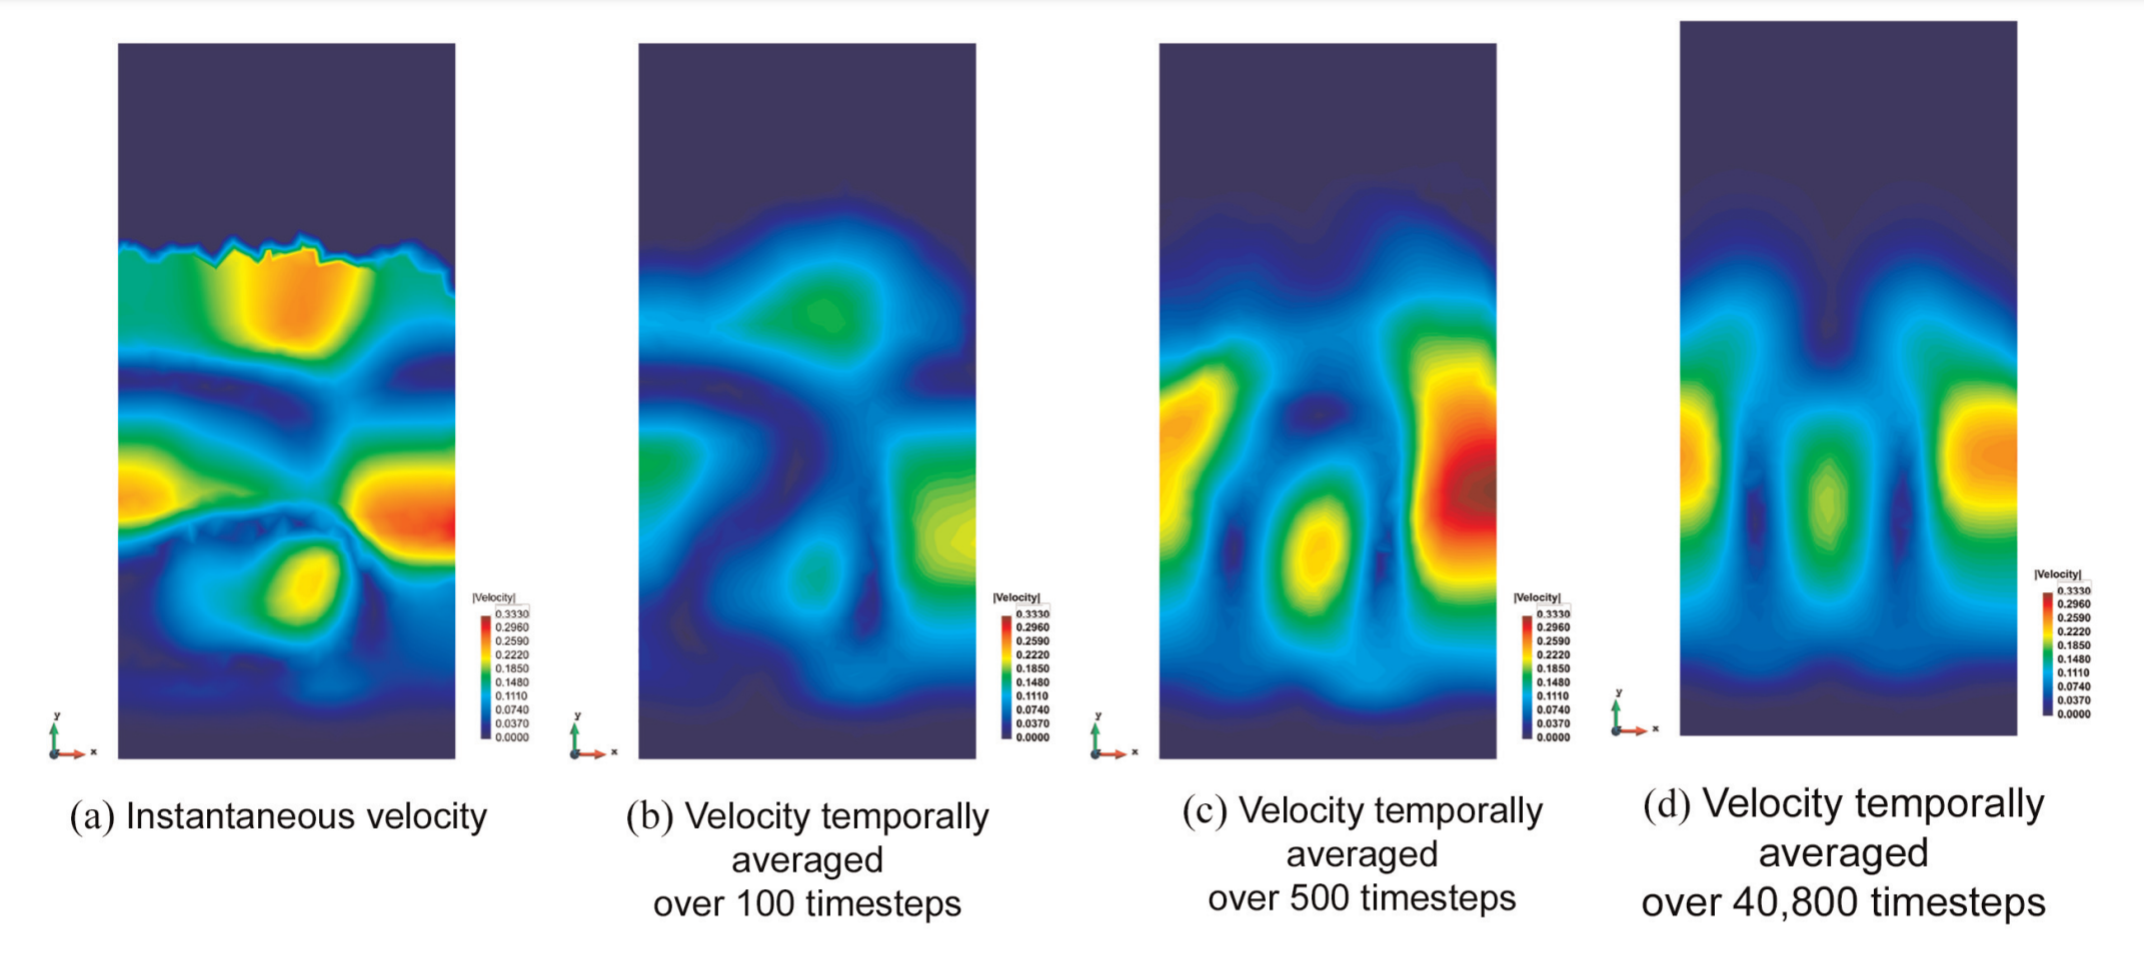 |Velocity|
0.3330
0.2960
0.2590
0.2220
0.1850
0.1480
0.1110
0.0740
0.0370
0.0000
y
x
(a) Instantaneous velocity
|Velocity|
0.3330
0.2960
0.2590
0.2220
0.1850
0.1480
0.1110
0.0740
0.0370
0.0000
y
x
(b) Velocity temporally
averaged
over 100 timesteps
|Velocity|
0.3330
0.2960
0.2590
0.2220
0.1850
0.1480
0.1110
0.0740
0.0370
0.0000
y
x
(c) Velocity temporally
averaged
over 500 timesteps
|Velocity|
0.3330
0.2960
0.2590
0.2220
0.1850
0.1480
0.1110
0.0740
0.0370
0.0000
y
x
(d) Velocity temporally
averaged
over 40,800 timesteps